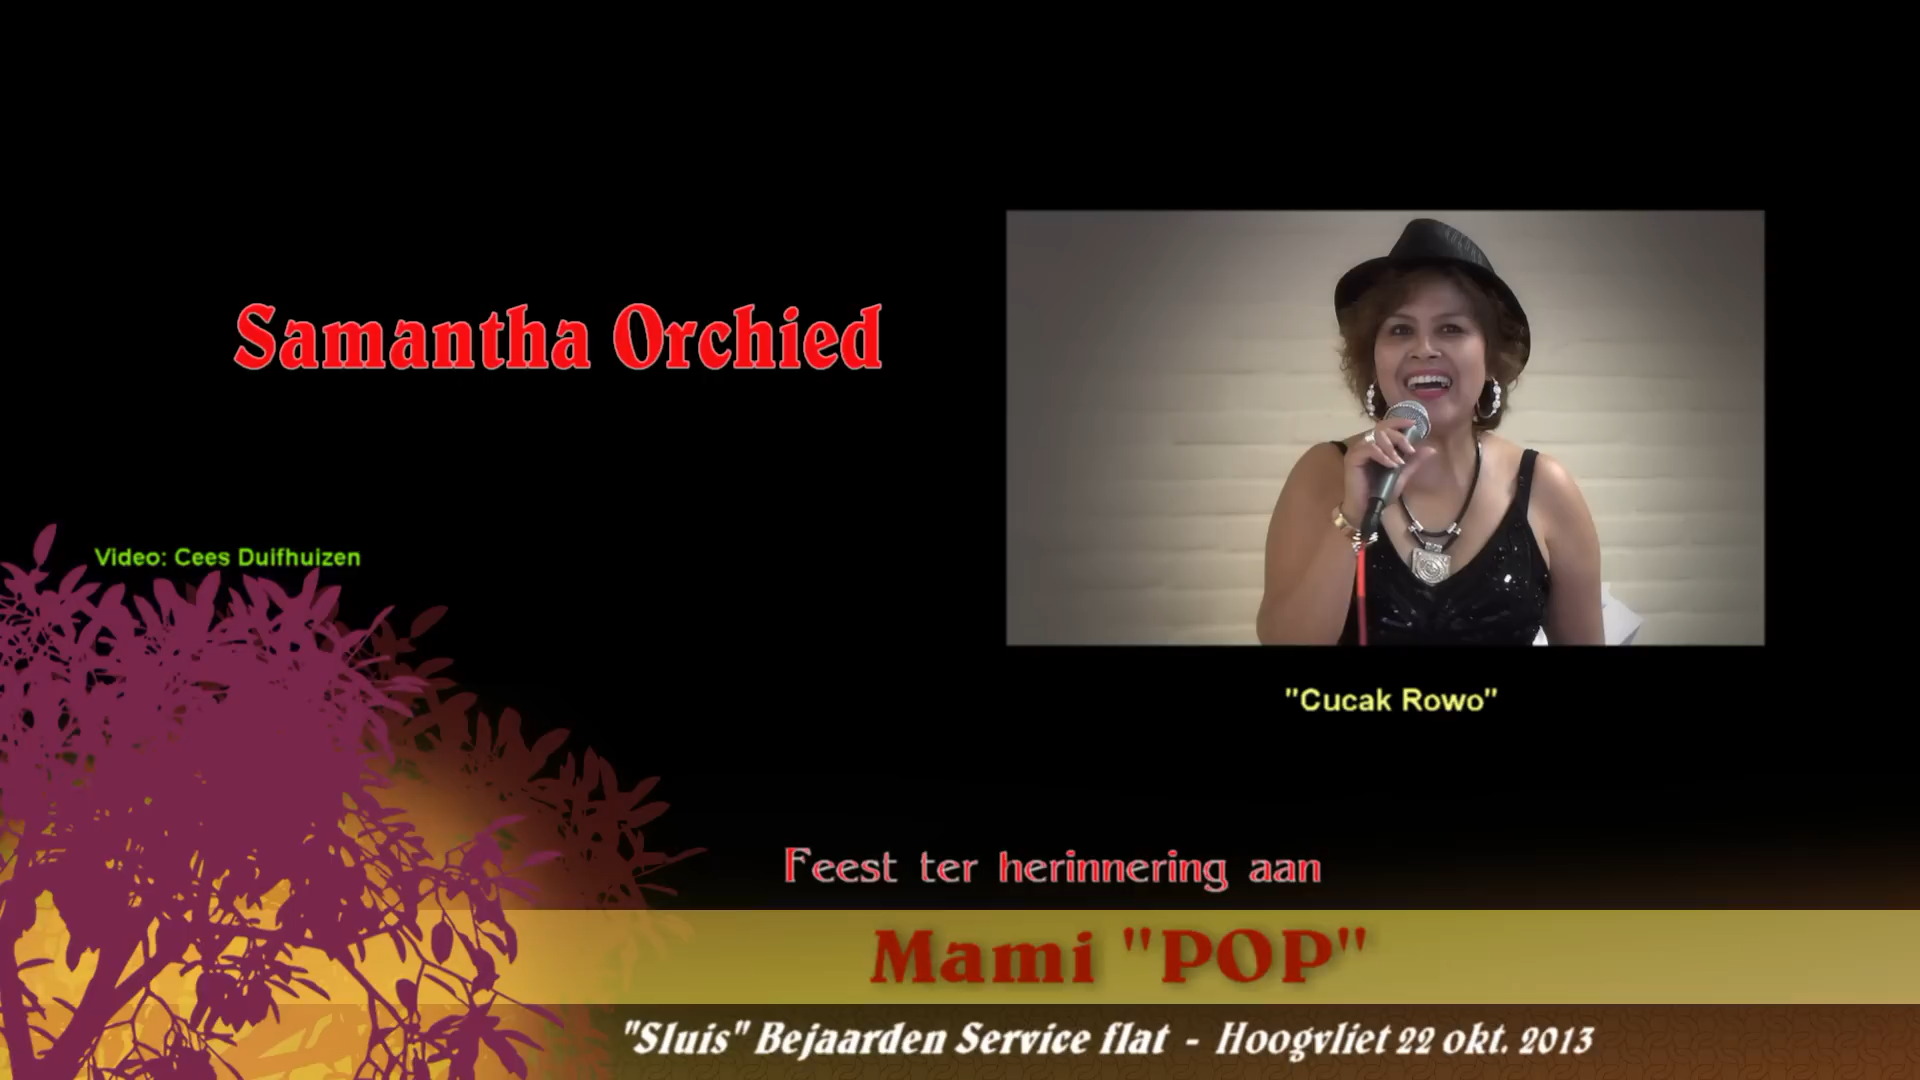 Samantha Orchied
Video: Cees Duifhuizen
"Cucak Rowo"
Feest ter herinnering aan
Mami "POP"
"Sluis" Bejaarden Service flat - Hoogvliet 22 okt. 2013